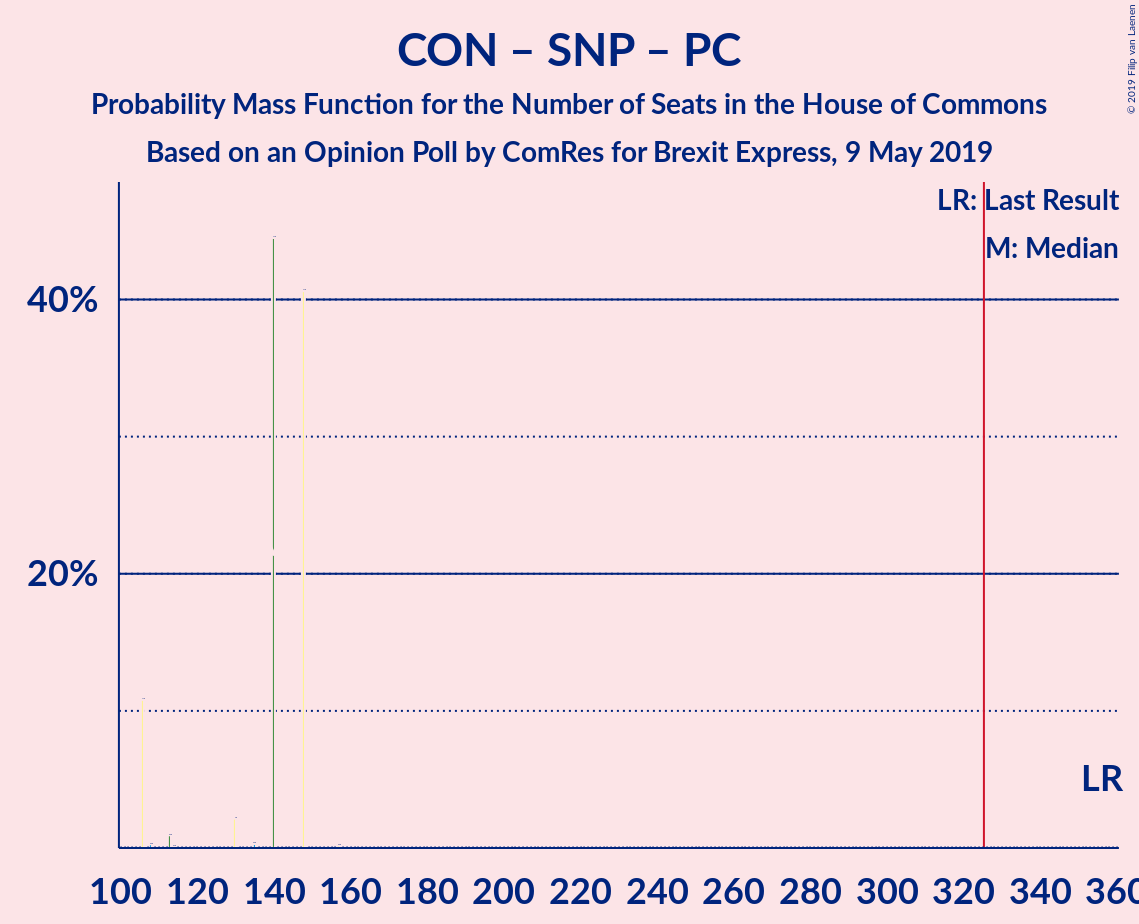 CON – SNP – PC
Probability Mass Function for the Number of Seats in the House of Commons
Based on an Opinion Poll by ComRes for Brexit Express, 9 May 2019
© 2019 Filip van Laenen
LR: Last Result
M: Median
40%
20%
LR
100 120 140 160 180 200 220 240 260 280 300 320 340 360